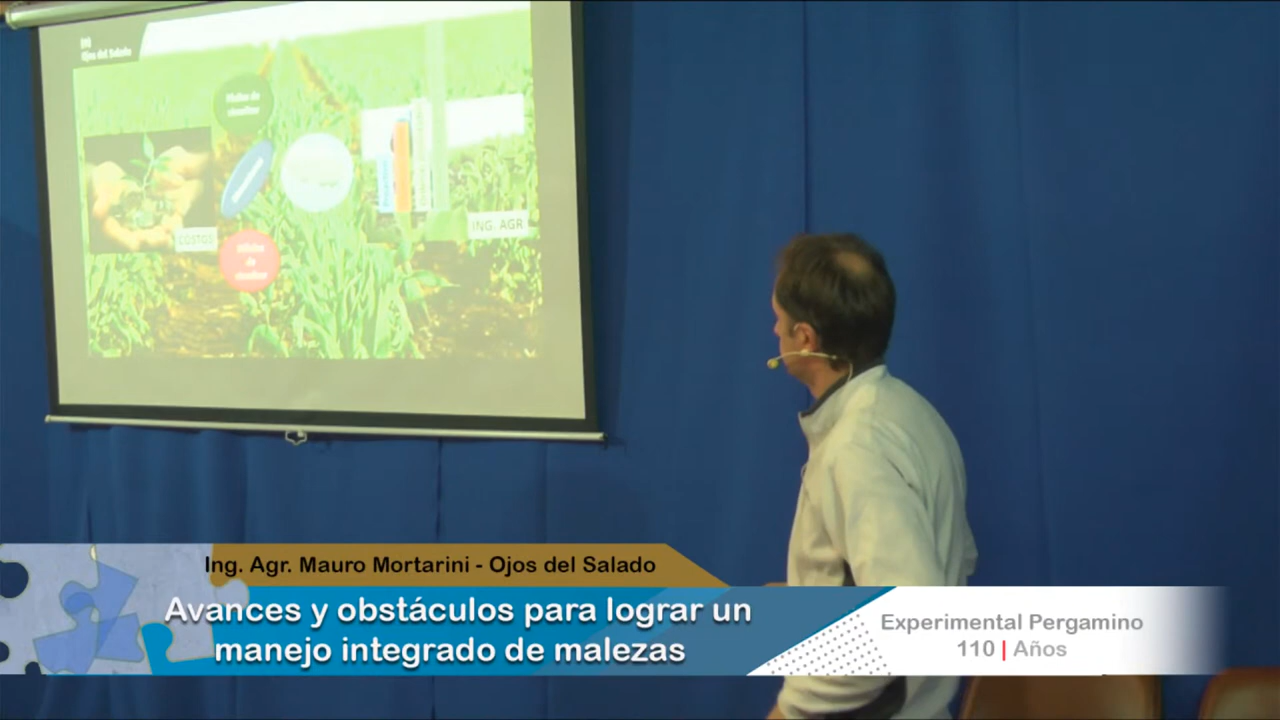 Ojos del Salado
COSTOS
ING. AGR
Ing. Agr. Mauro Mortarini - Ojos del Salado
Avances y obstáculos para lograr un
manejo integrado de malezas
Experimental Pergamino
110 | Años